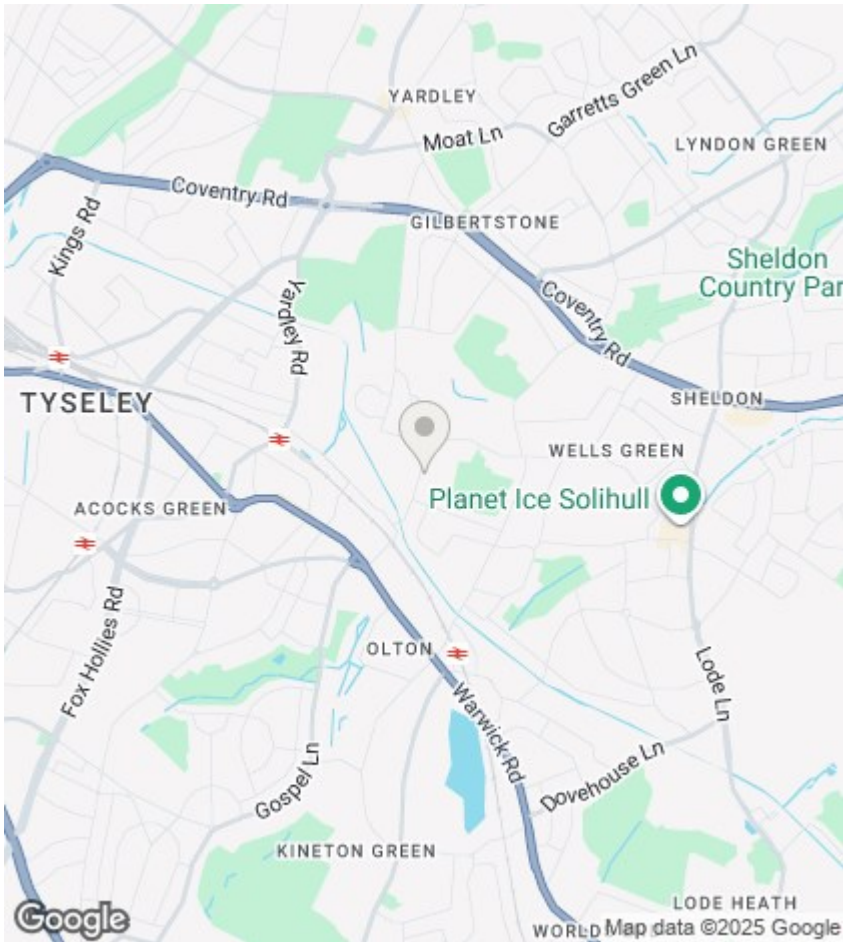 YARDLEY
Garretts Green Ln
Moat Ln
LYNDON GREEN
Coventry Rd
Kings Rd
GILBERTSTONE
Sheldon
Country Par
Yardley Rd
Coventry Rd
TYSELEY
SHELDON
WELLS GREEN
Planet Ice Solihull
ACOCKS GREEN
Fox Hollies Rd
OLTON
Lode Ln
Warwick Rd
Dovehouse Ln
Gospel Ln
KINETON GREEN
LODE HEATH
Google
WORLD
Map data ©2025 Google